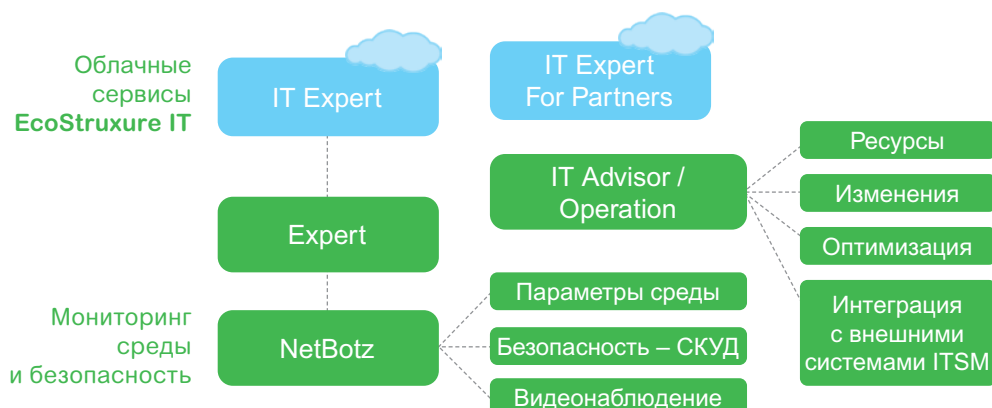 Облачные
сервисы
EcoStruxure IT
IT Expert
IT Expert
For Partners
IT Advisor /
Operation
Ресурсы
Изменения
Оптимизация
Интеграция
с внешними
системами ITSM
Expert
Мониторинг
среды
и безопасность
NetBotz
Параметры среды
Безопасность – СКУД
Видеонаблюдение